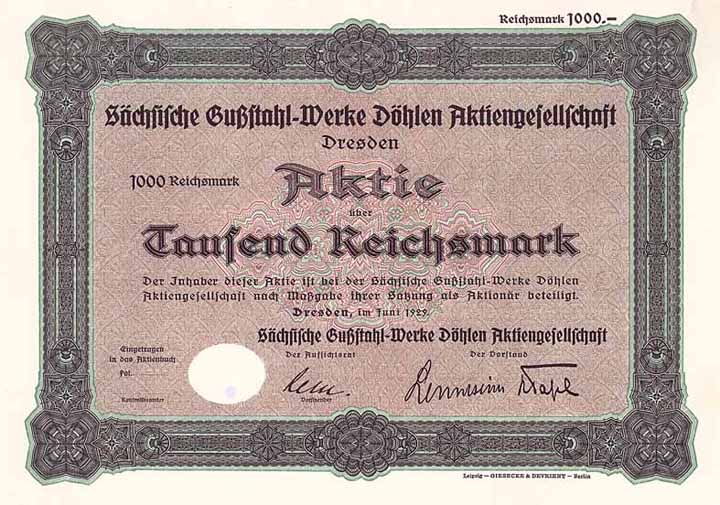 Reichsmark 1000.–
Sächsische Gußstahl-Werke Döhlen Aktiengesellschaft
Dresden
1000 Reichsmark
Aktie
über
Tausend Reichsmark
Der Inhaber dieser Aktie ist bei der Sächsische Gußstahl-Werke Döhlen
Aktiengesellschaft nach Maßgabe ihrer Satzung als Aktionär beteiligt.
Dresden, im Juni 1929.
Sächsische Gußstahl-Werke Döhlen Aktiengesellschaft
Eingetragen
in das Aktienbuch
Fol.
Kontrollbeamter
Der Aufsichtsrat
Vorsitzender
Der Vorstand
Leipzig — GIESECKE & DEVRIENT — Berlin